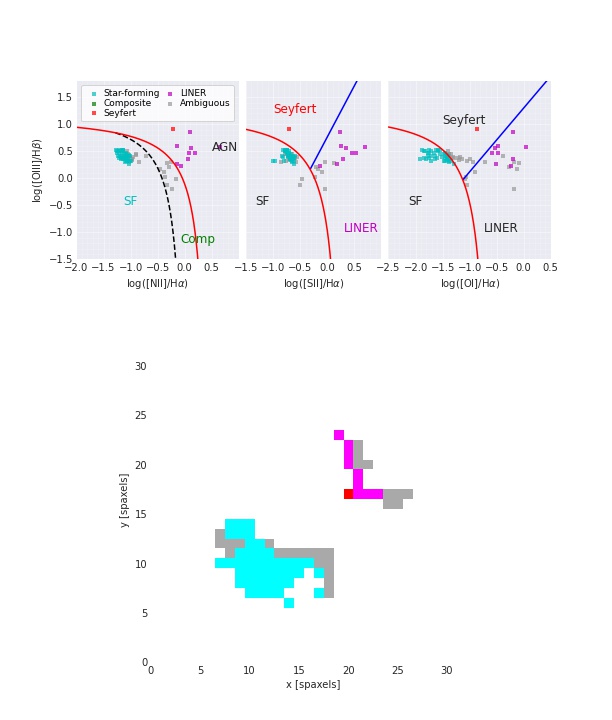 Star-forming
Composite
Seyfert
LINER
Ambiguous
1.5
1.0
0.5
0.0
−0.5
−1.0
−1.5
log([OIII]/Hβ)
AGN
SF
Comp
−2.0 −1.5 −1.0 −0.5 0.0 0.5
log([NII]/Hα)
Seyfert
SF
LINER
−1.0 −0.5 0.0 0.5
log([SII]/Hα)
Seyfert
SF
LINER
−2.5 −2.0 −1.5 −1.0 −0.5 0.0 0.5
log([OI]/Hα)
30
25
20
15
10
5
0
y [spaxels]
0 5 10 15 20 25 30
x [spaxels]